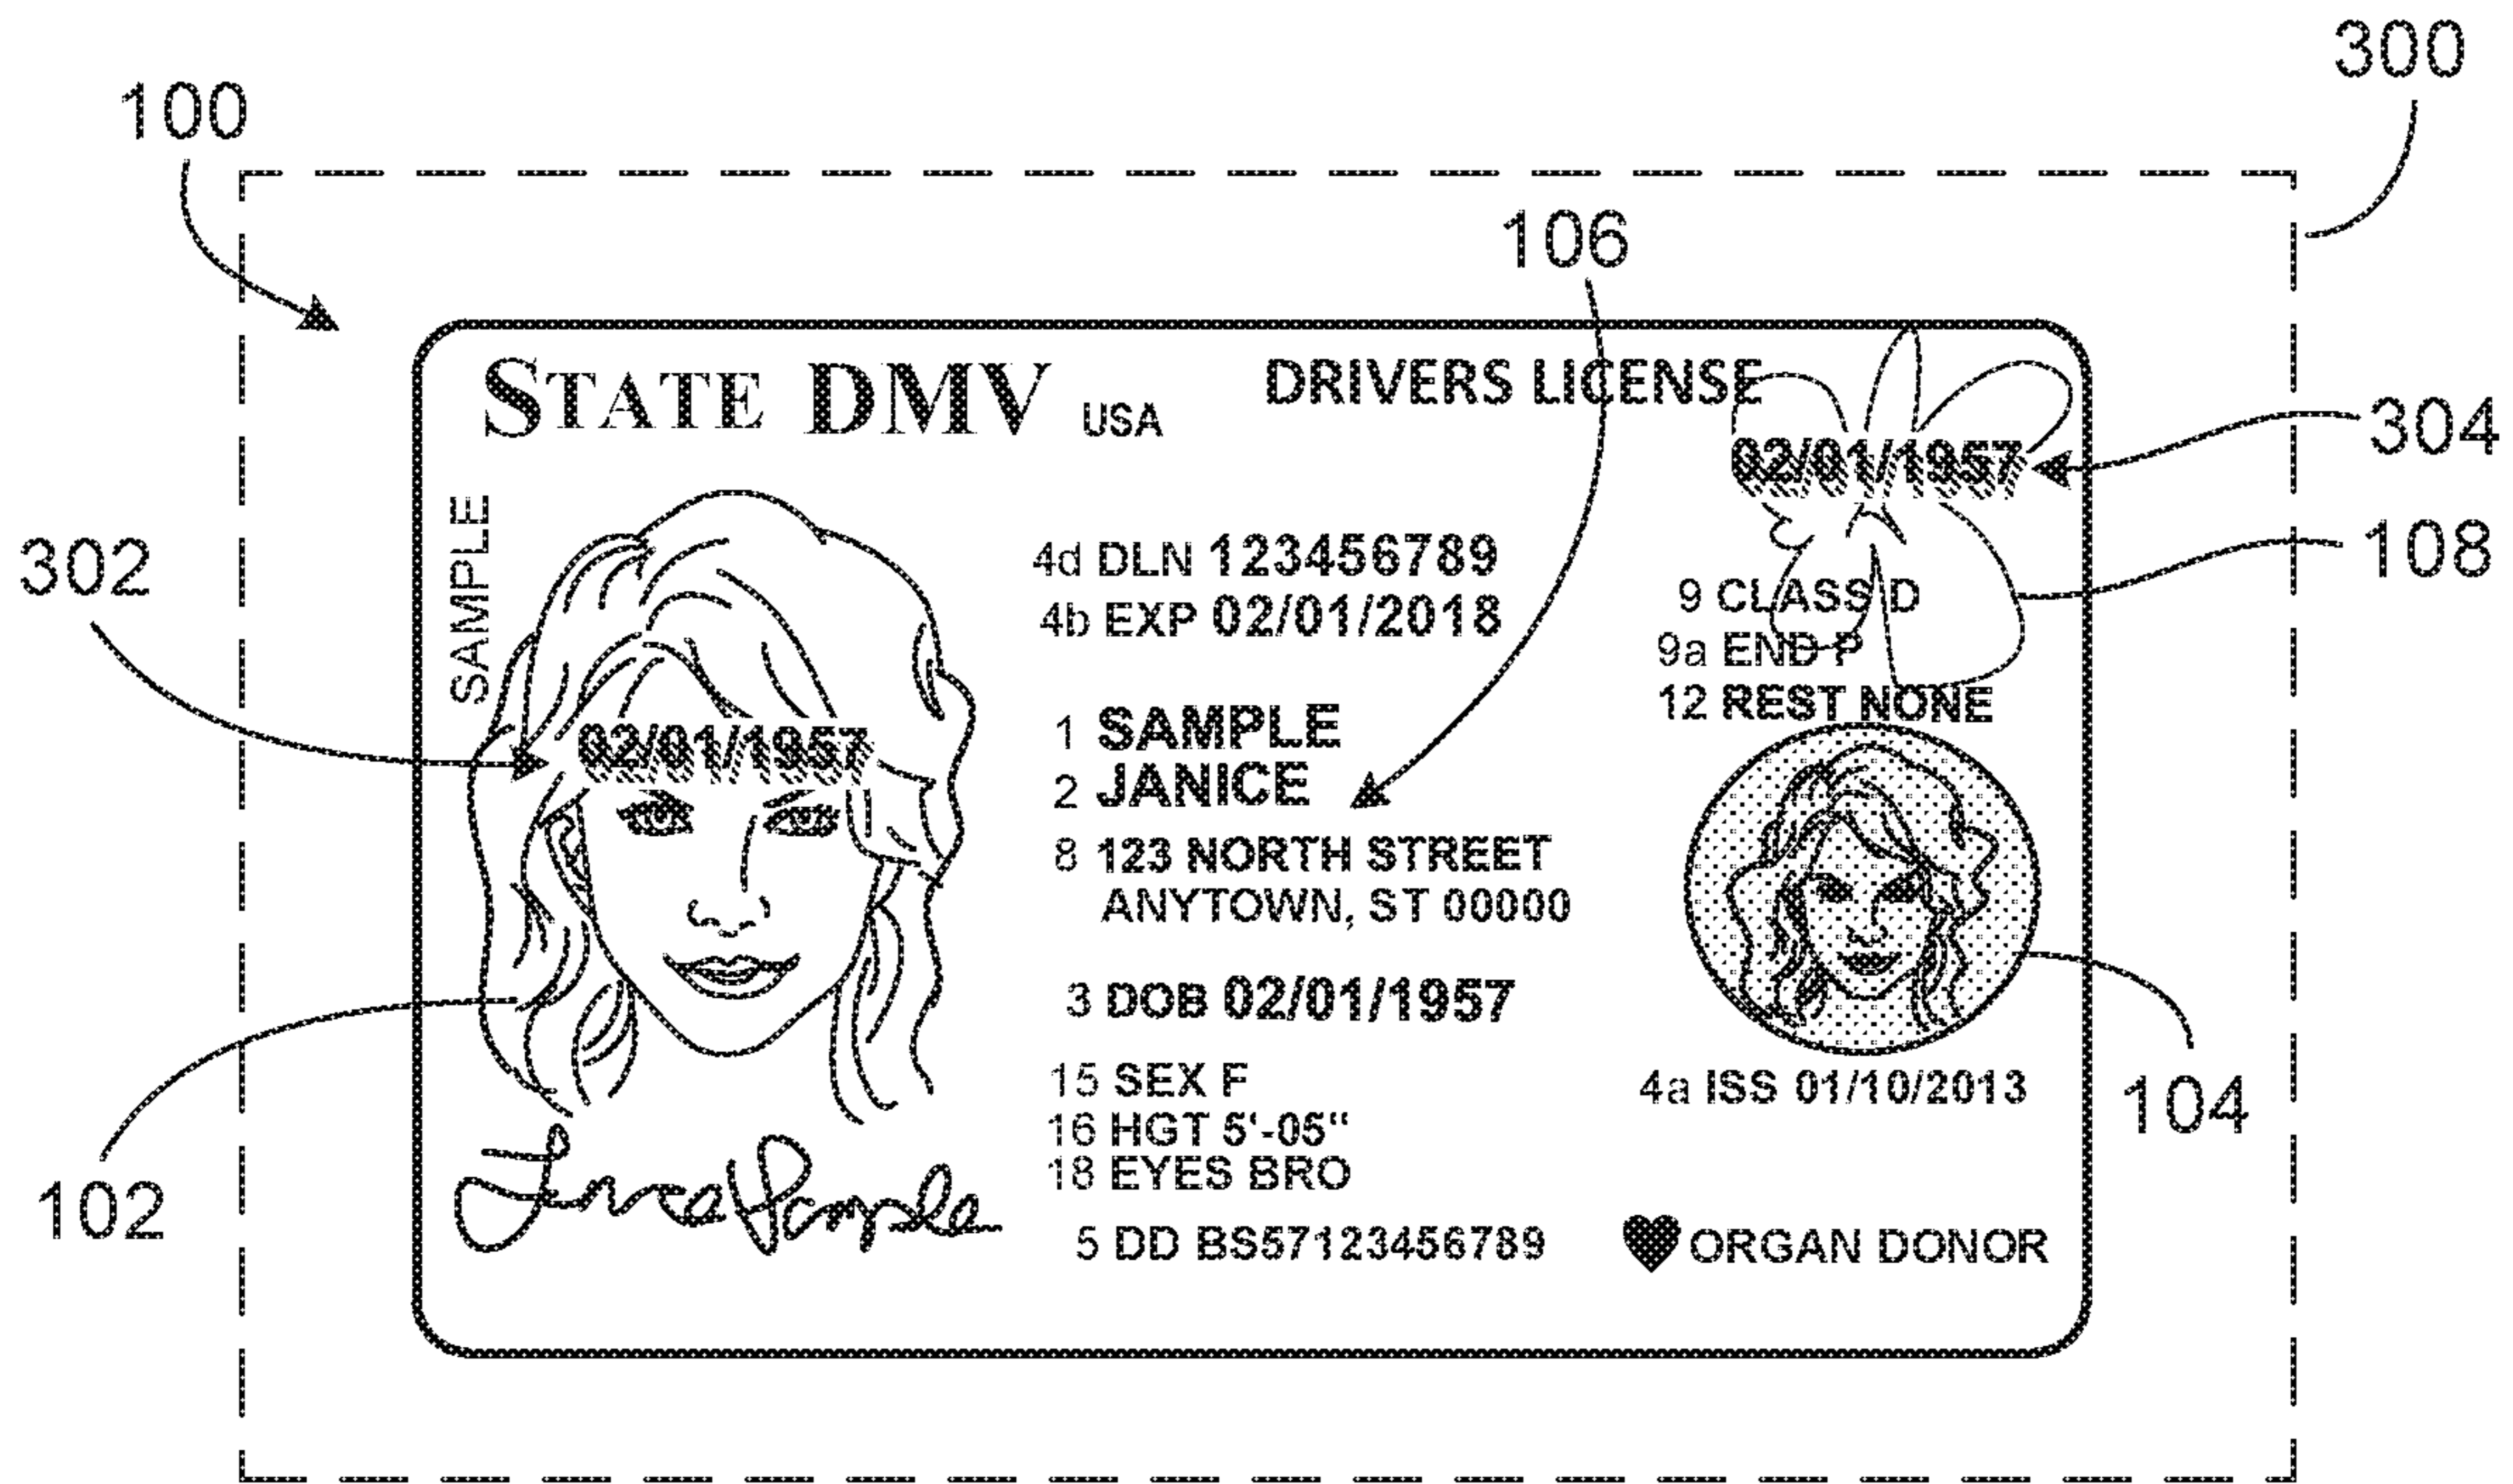 300
100
106
STATE DMV USA
DRIVERS LICENSE
304
02/01/1957
SAMPLE
302
108
4d DLN 123456789
4b EXP 02/01/2018
9 CLASS D
9a END P
12 REST NONE
1 SAMPLE
2 JANICE
02/01/1957
8 123 NORTH STREET
ANYTOWN, ST 00000
3 DOB 02/01/1957
15 SEX F
16 HGT 5'-05"
18 EYES BRO
4a ISS 01/10/2013
104
102
Sample
5 DD BS57123456789
ORGAN DONOR